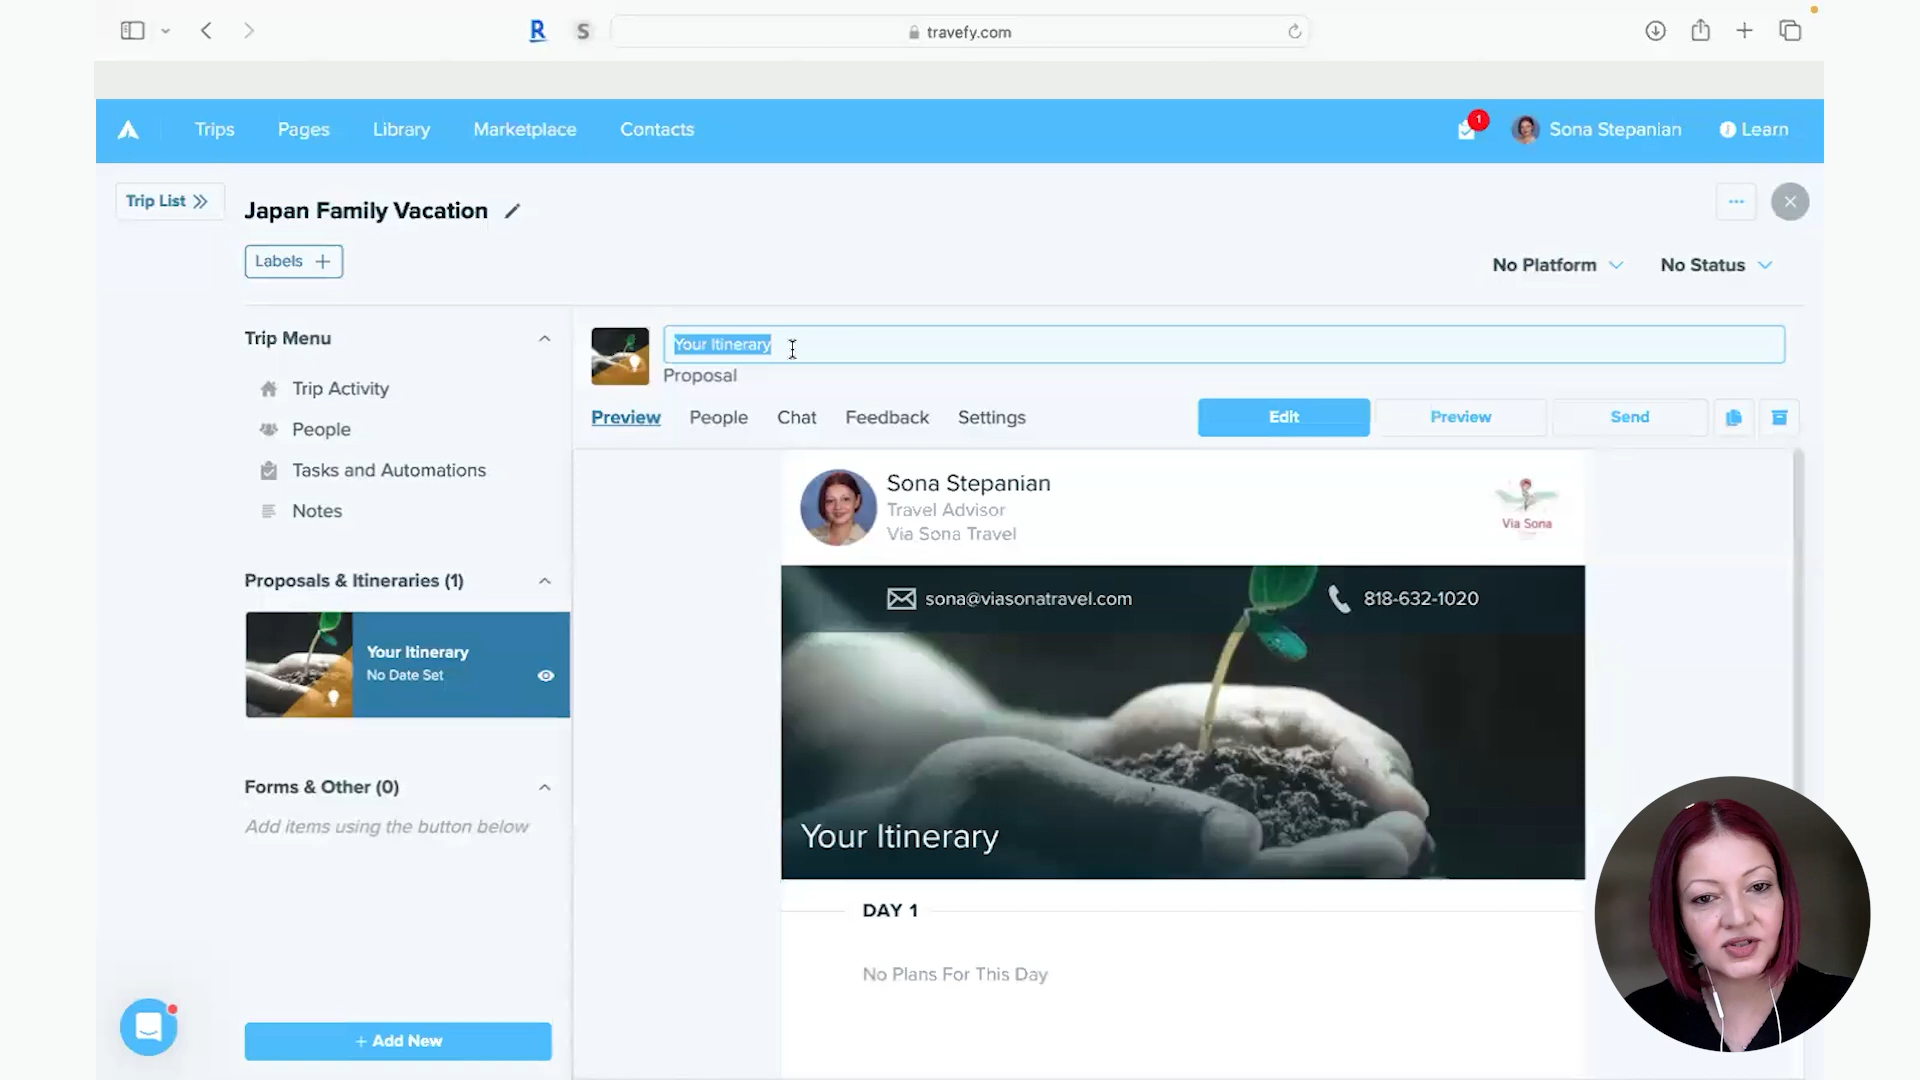 R
S
travefy.com
Trips
Pages
Library
Marketplace
Contacts
1
Sona Stepanian
Learn
Trip List
Japan Family Vacation
Labels +
No Platform
No Status
Trip Menu
Trip Activity
People
Tasks and Automations
Notes
Your Itinerary
Proposal
Preview
People
Chat
Feedback
Settings
Edit
Preview
Send
Sona Stepanian
Travel Advisor
Via Sona Travel
Via Sona
sona@viasonatravel.com
818-632-1020
Proposals & Itineraries (1)
Your Itinerary
No Date Set
Your Itinerary
Forms & Other (0)
Add items using the button below
DAY 1
No Plans For This Day
+ Add New